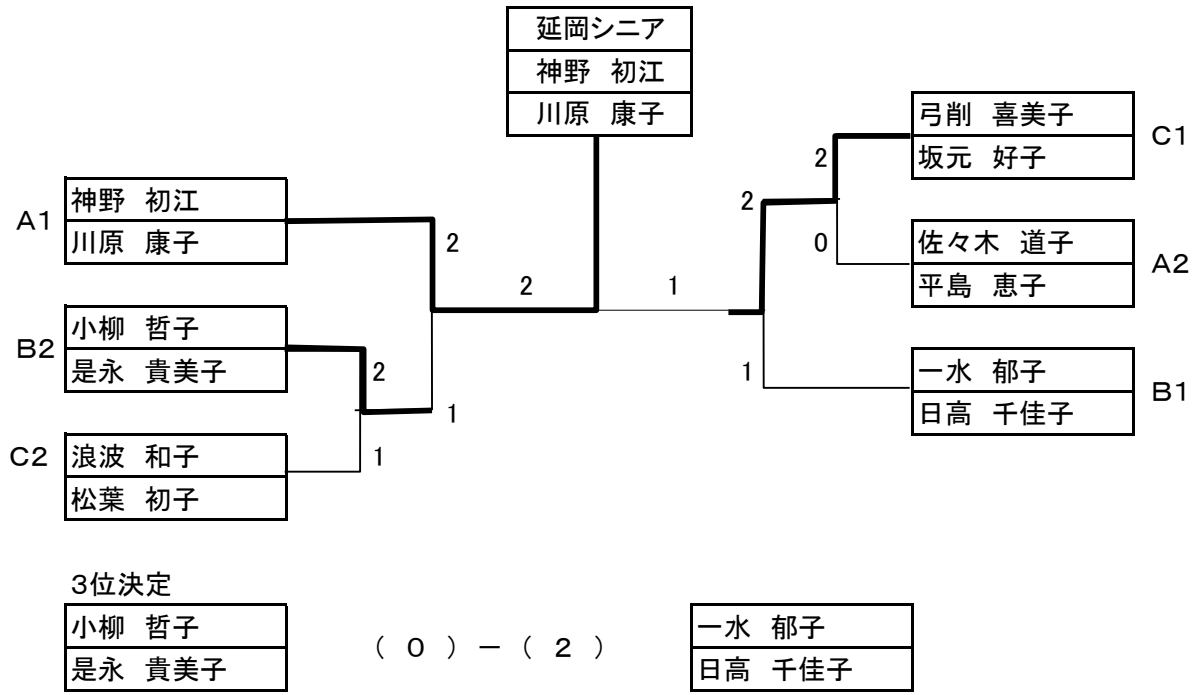 延岡シニア
神野　初江
川原　康子
弓削　喜美子
坂元　好子
C1
2
2
A1
神野　初江
川原　康子
2
0
佐々木　道子
平島　恵子
A2
2
1
B2
小柳　哲子
是永　貴美子
2
1
1
一水　郁子
日高　千佳子
B1
C2
浪波　和子
松葉　初子
1
3位決定
小柳　哲子
是永　貴美子
（　0　）－（　2　）
一水　郁子
日高　千佳子